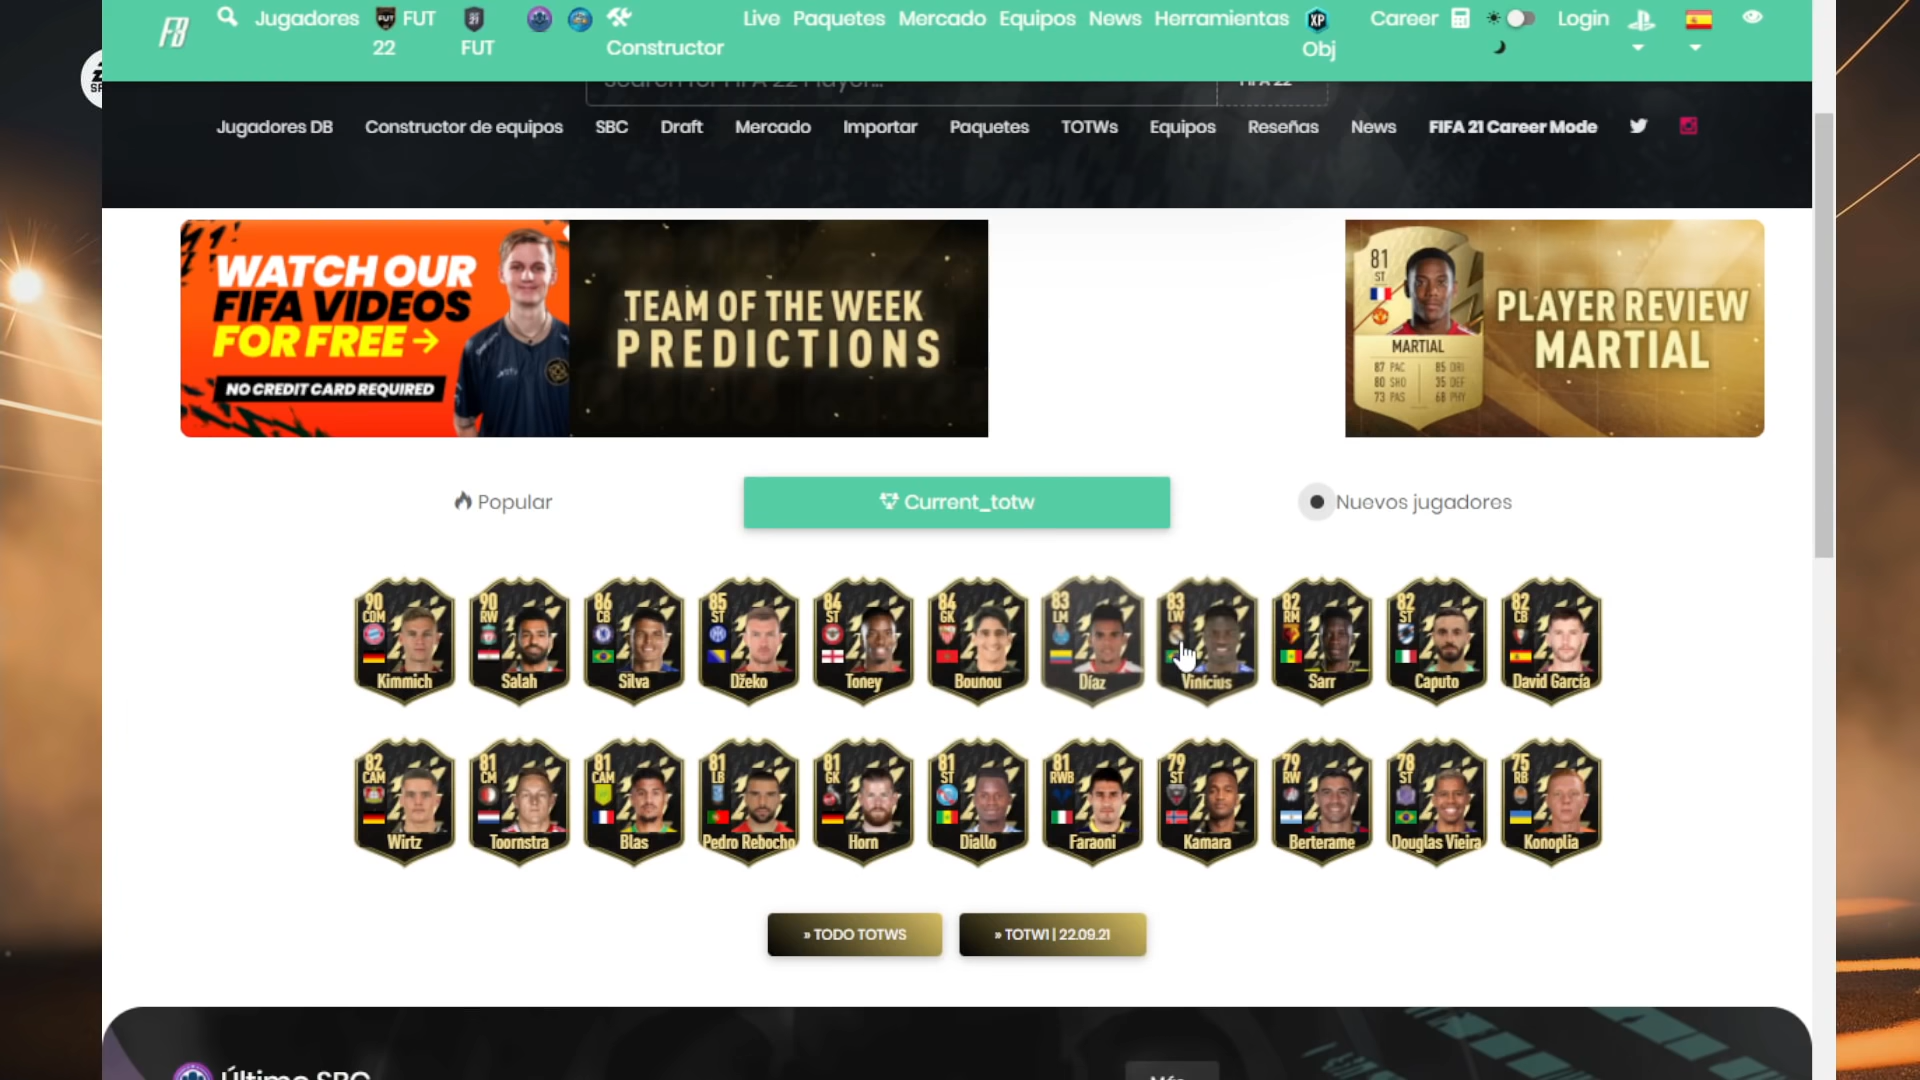 Jugadores
FUT 22
FUT
Constructor
Live Paquetes Mercado Equipos News Herramientas
XP
Obj
Career
Login
Jugadores DB Constructor de equipos SBC Draft Mercado Importar Paquetes TOTWs Equipos Reseñas News FIFA 21 Career Mode
WATCH OUR
FIFA VIDEOS
FOR FREE →
NO CREDIT CARD REQUIRED
TEAM OF THE WEEK
PREDICTIONS
81
ST
MARTIAL
87 PAC 85 DRI
80 SHO 35 DEF
73 PAS 68 PHY
PLAYER REVIEW
MARTIAL
Popular
Current_totw
Nuevos jugadores
90 CDM Kimmich
90 RW Salah
86 CB Silva
85 ST Džeko
84 ST Toney
84 GK Bounou
83 LM Díaz
83 LW Vinícius
82 RM Sarr
82 ST Caputo
82 CB David García
82 CAM Wirtz
81 CM Toornstra
81 CAM Blas
81 LB Pedro Rebocho
81 GK Horn
81 ST Diallo
81 RWB Faraoni
79 ST Kamara
79 RW Berterame
78 ST Douglas Vieira
75 RB Konoplia
» TODO TOTWS
» TOTW1 | 22.09.21
Último SBC